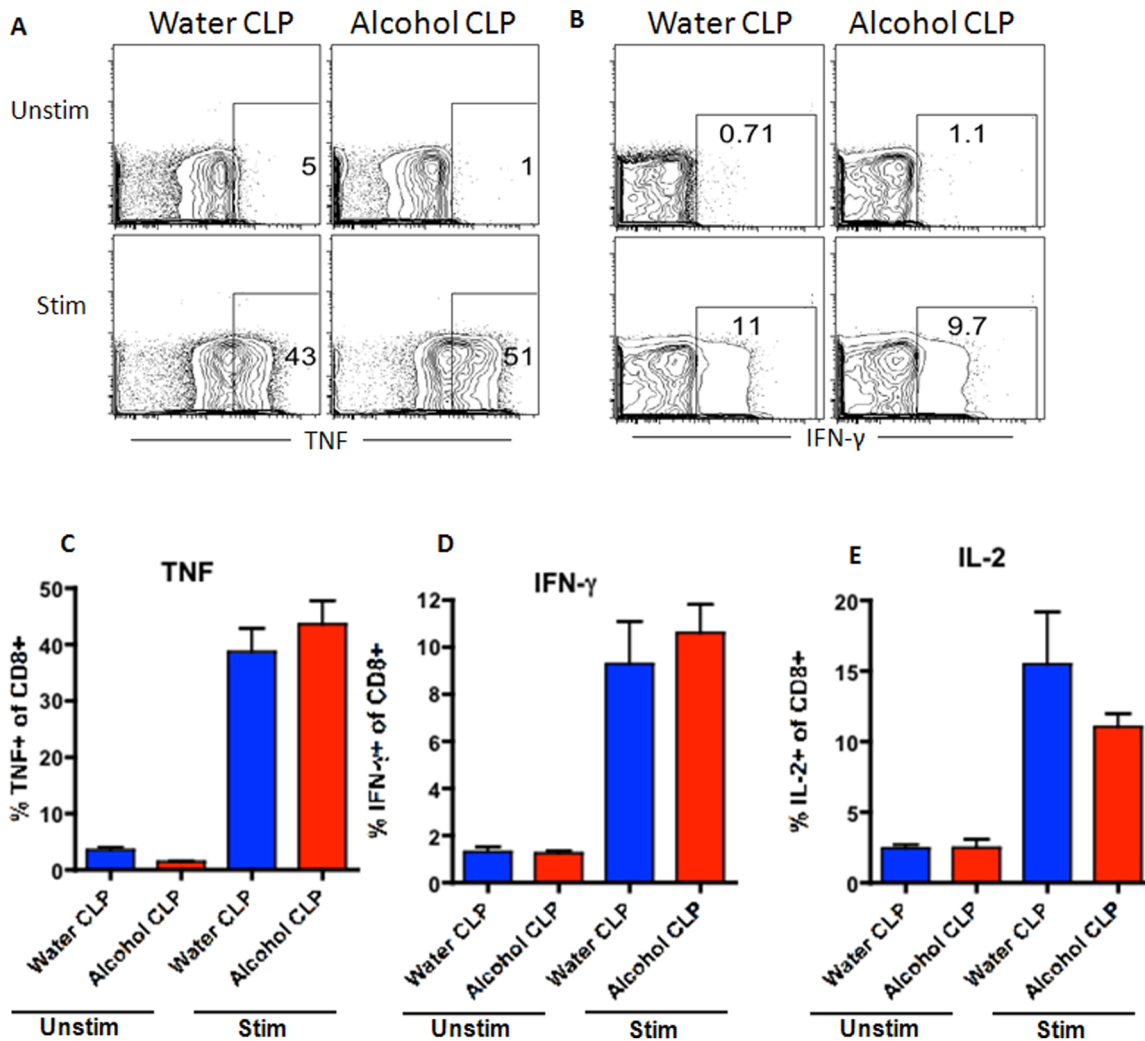 A Water CLP Alcohol CLP B Water CLP Alcohol CLP
Unstim 5 1 0.71 1.1
Stim 43 51 11 9.7
TNF IFN-γ
C TNF
% TNF+ of CD8+
50
40
30
20
10
0
Water CLP Alcohol CLP Water CLP Alcohol CLP
Unstim Stim
D IFN-γ
% IFN-γ+ of CD8+
12
10
8
6
4
2
0
Water CLP Alcohol CLP Water CLP Alcohol CLP
Unstim Stim
E IL-2
% IL-2+ of CD8+
20
15
10
5
0
Water CLP Alcohol CLP Water CLP Alcohol CLP
Unstim Stim